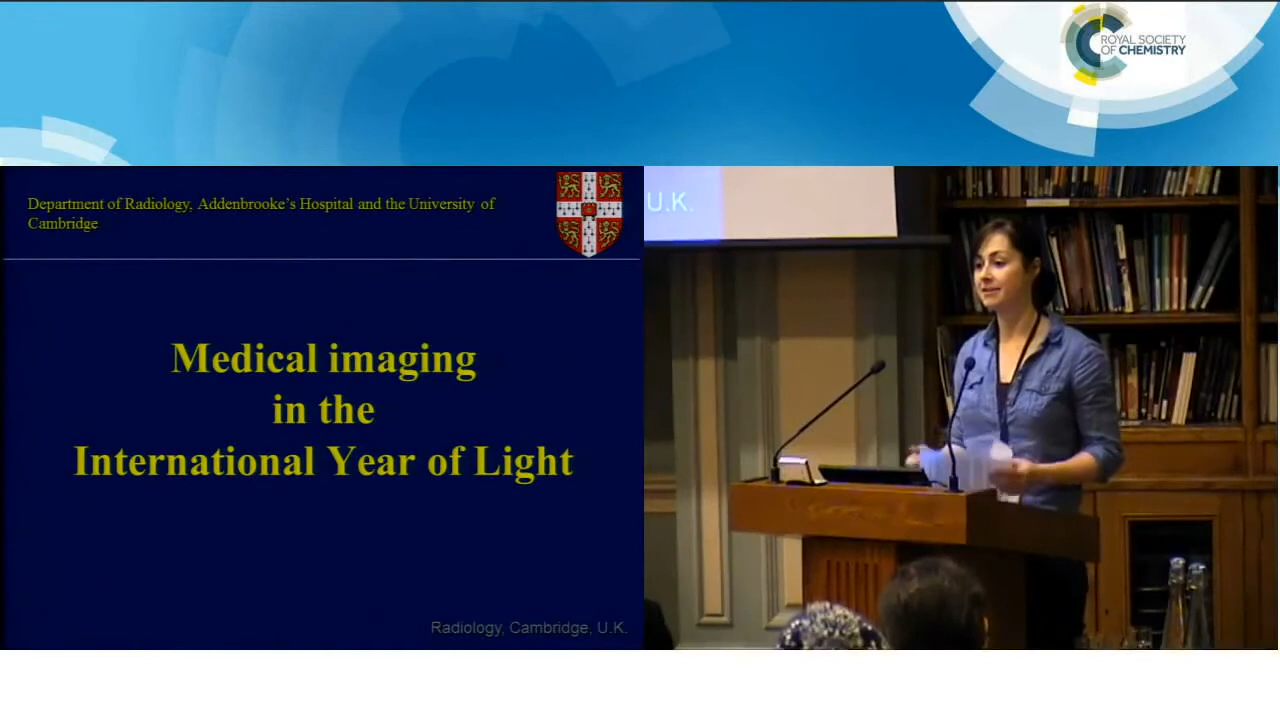 ROYAL SOCIETY
OF CHEMISTRY
Department of Radiology, Addenbrooke's Hospital and the University of
Cambridge
Medical imaging
in the
International Year of Light
Radiology, Cambridge, U.K.
U.K.